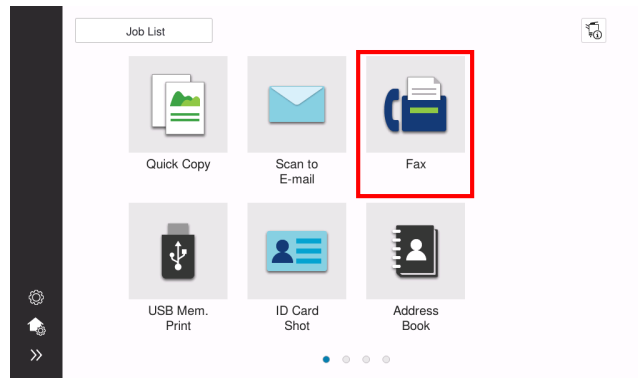 Job List
Quick Copy
Scan to
E-mail
Fax
USB Mem.
Print
ID Card
Shot
Address
Book